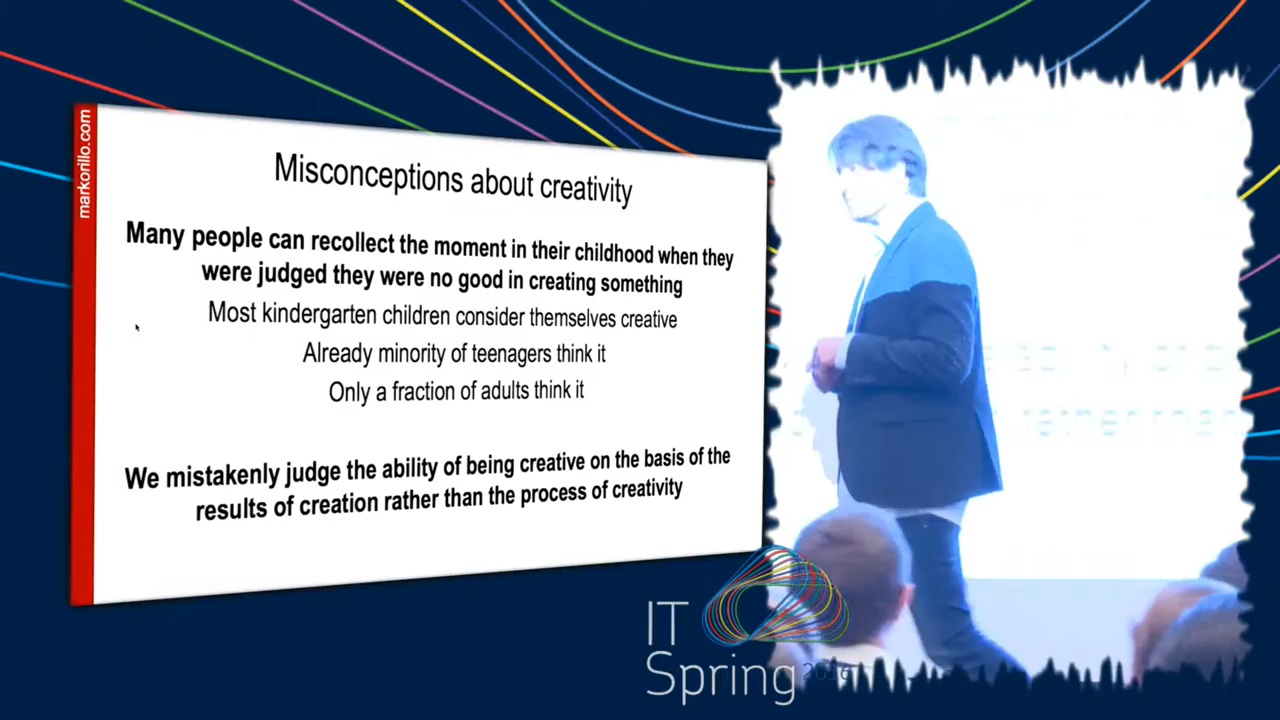 markorillo.com
Misconceptions about creativity
Many people can recollect the moment in their childhood when they
were judged they were no good in creating something
Most kindergarten children consider themselves creative
Already minority of teenagers think it
Only a fraction of adults think it
We mistakenly judge the ability of being creative on the basis of the
results of creation rather than the process of creativity
rather than
IT
Spring
2016